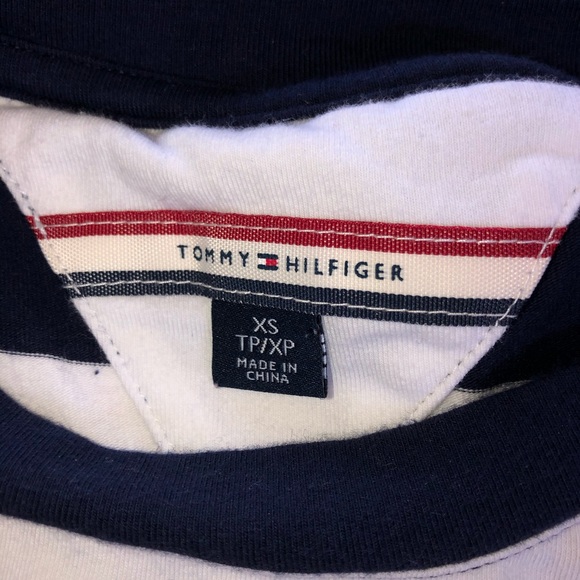 TOMMY HILFIGER
XS
TP/XP
MADE IN
CHINA